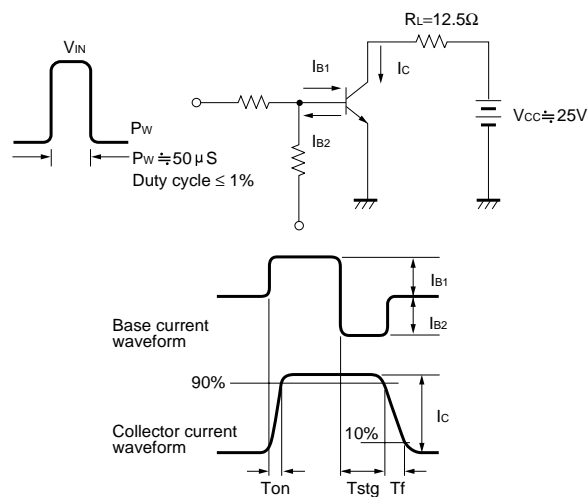 RL=12.5Ω
VIN
IB1
IC
PW
IB2
VCC≒25V
PW≒50μS
Duty cycle ≤ 1%
IB1
Base current
waveform
IB2
90%
Collector current
waveform
10%
IC
Ton
Tstg
Tf